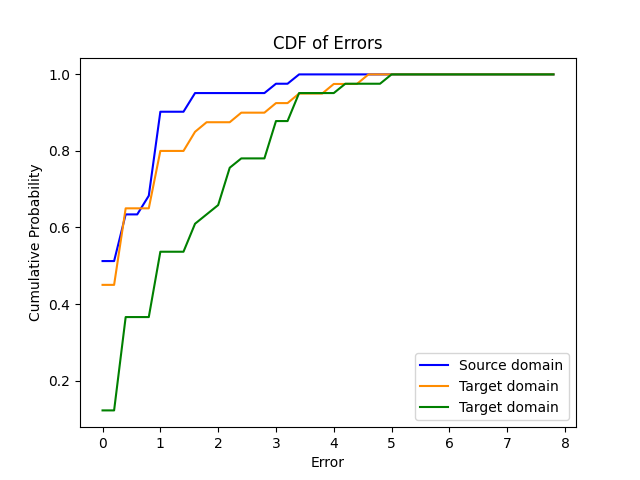 CDF of Errors
Cumulative Probability
1.0
0.8
0.6
0.4
0.2
0 1 2 3 4 5 6 7 8
Error
Source domain
Target domain
Target domain